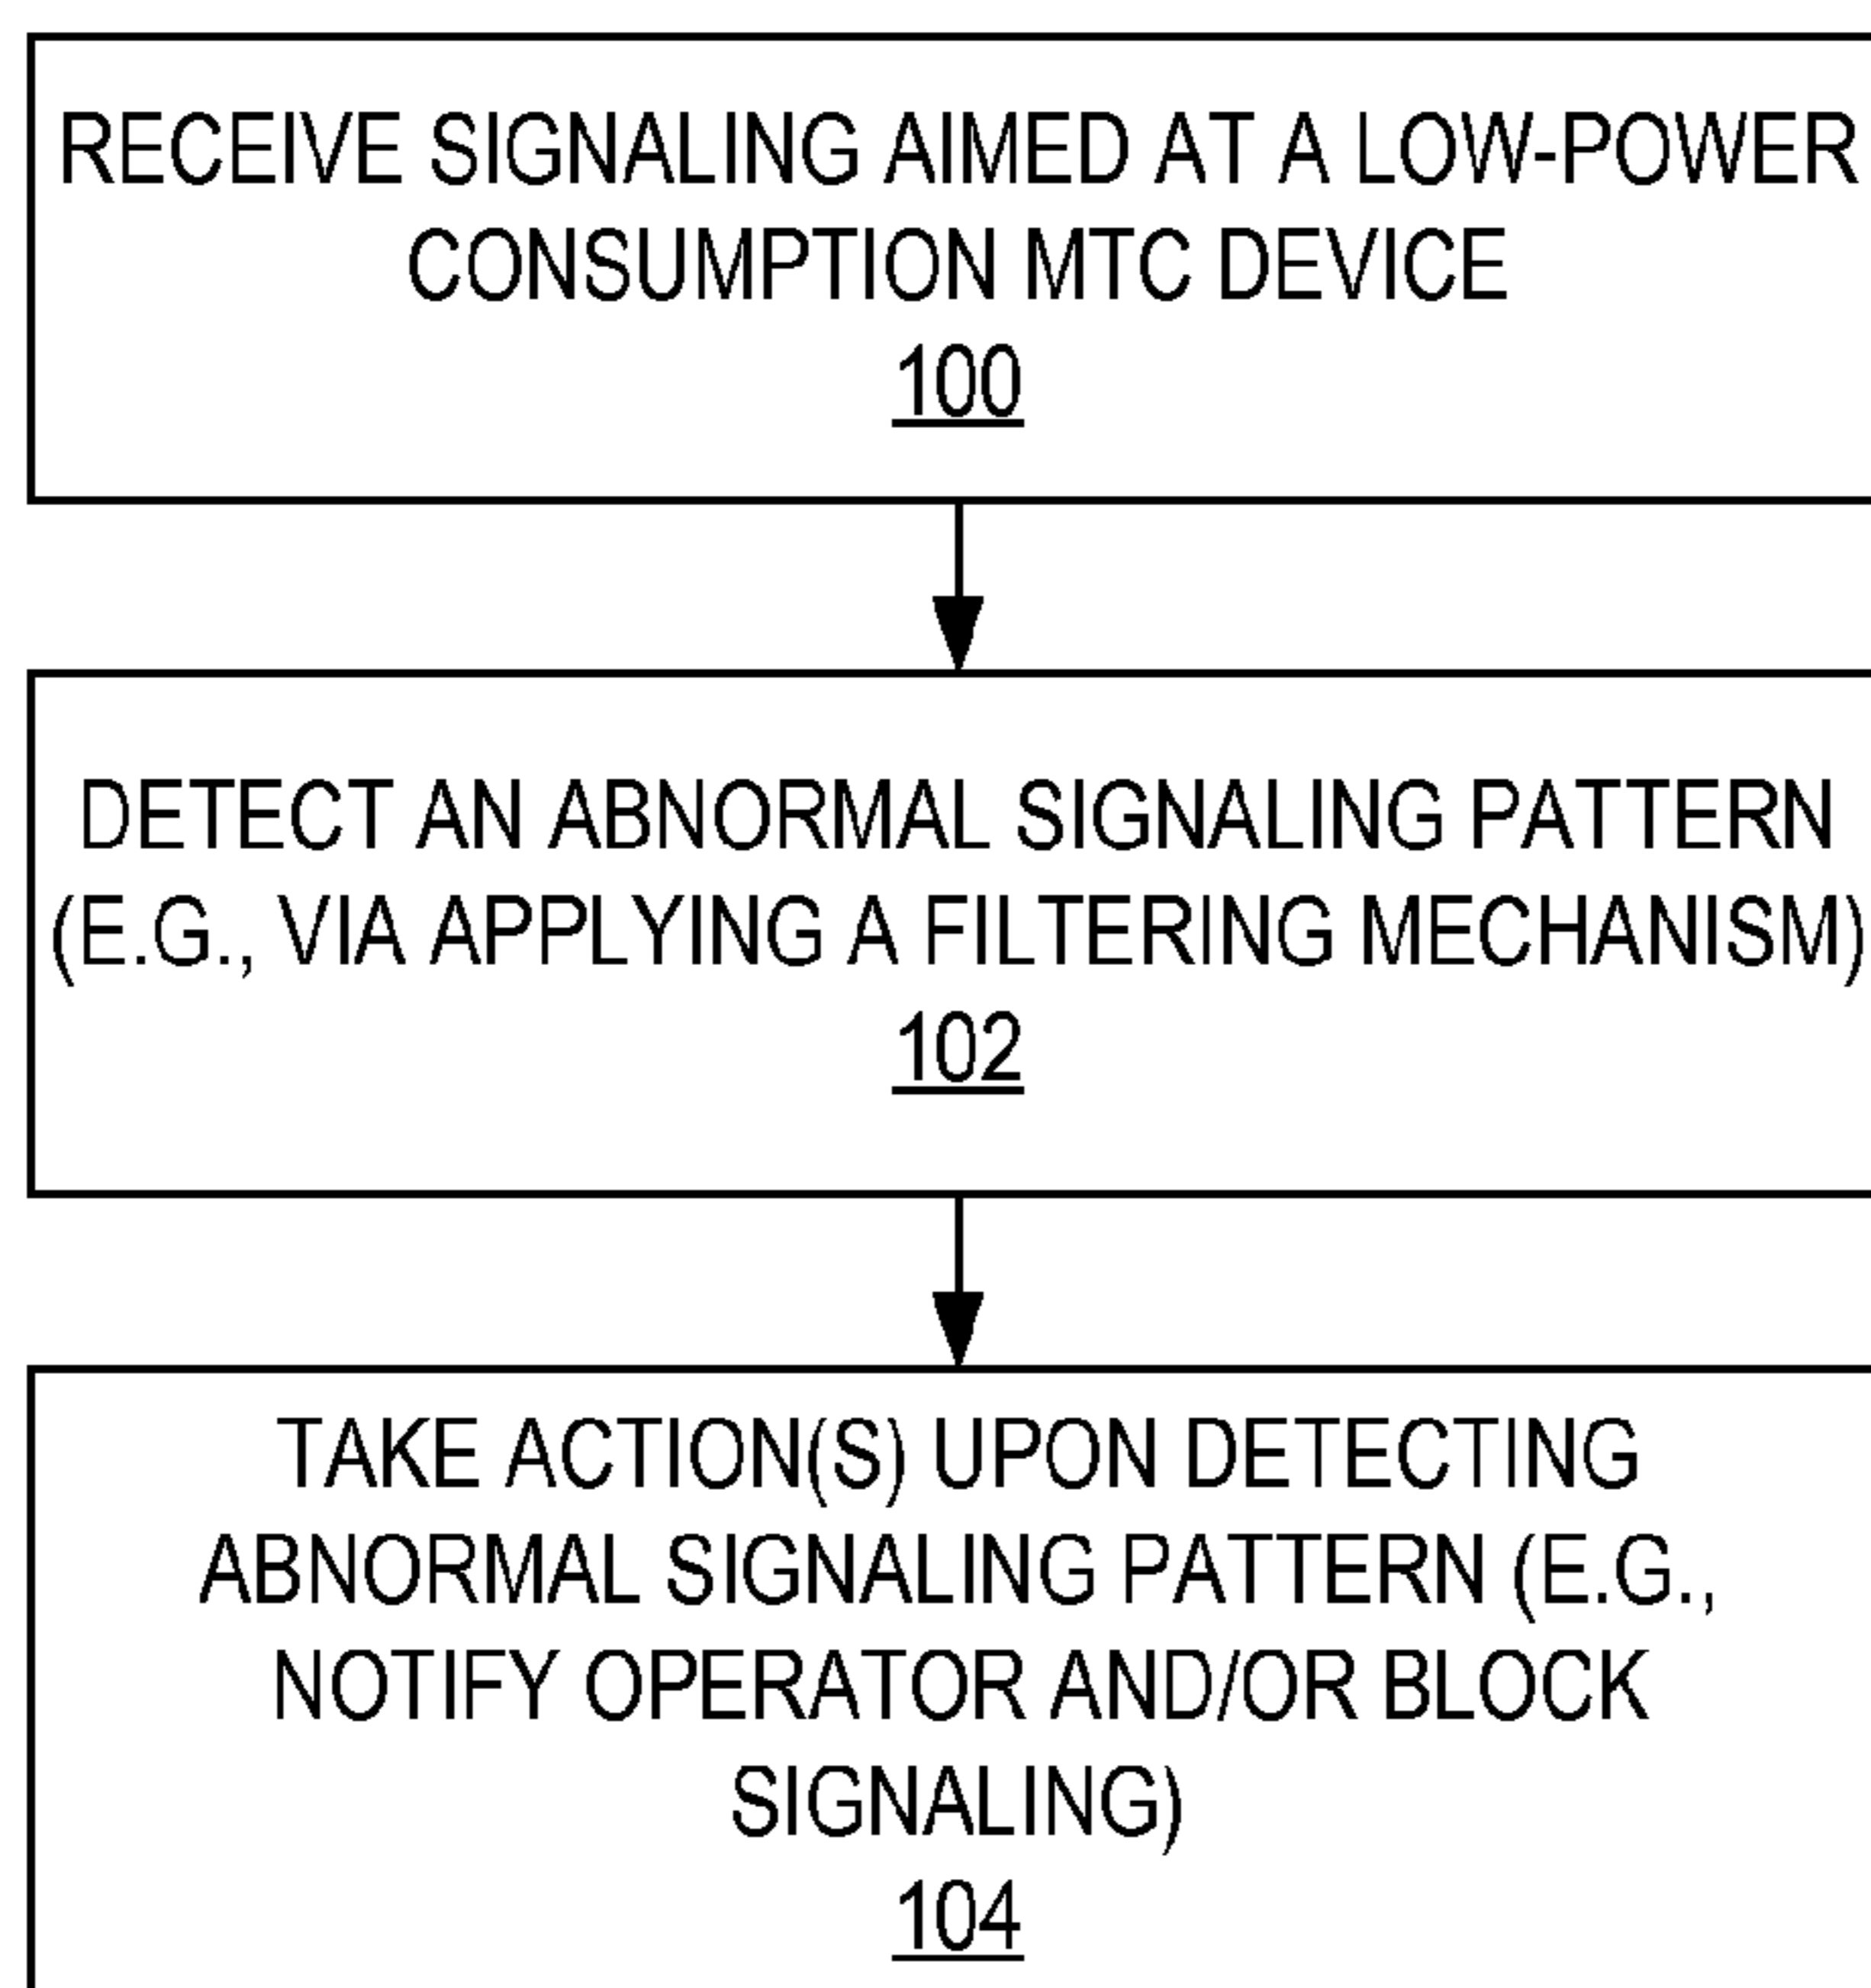 RECEIVE SIGNALING AIMED AT A LOW-POWER
CONSUMPTION MTC DEVICE
100
DETECT AN ABNORMAL SIGNALING PATTERN
(E.G., VIA APPLYING A FILTERING MECHANISM)
102
TAKE ACTION(S) UPON DETECTING
ABNORMAL SIGNALING PATTERN (E.G.,
NOTIFY OPERATOR AND/OR BLOCK
SIGNALING)
104